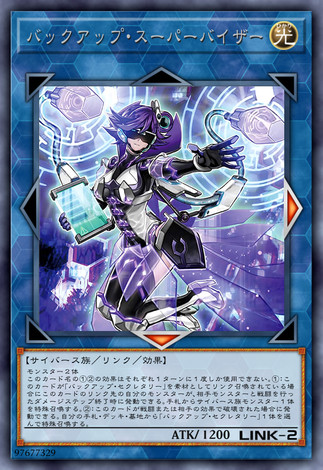 バックアップ・スーパーバイザー
光
【サイバース族／リンク／効果】
モンスター２体
このカード名の①②の効果はそれぞれ１ターンに１度しか使用できない。①：こ
のカードが「バックアップ・セクレタリー」を素材としてリンク召喚されている場合
にこのカードのリンク先の自分のモンスターが、相手モンスターと戦闘を行っ
たダメージステップ終了時に発動できる。手札からサイバース族モンスター１体
を特殊召喚する。②：このカードが戦闘または相手の効果で破壊された場合に発
動できる。自分の手札・デッキ・墓地から「バックアップ・セクレタリー」１体を選
んで特殊召喚する。
ATK/1200 LINK-2
97677329